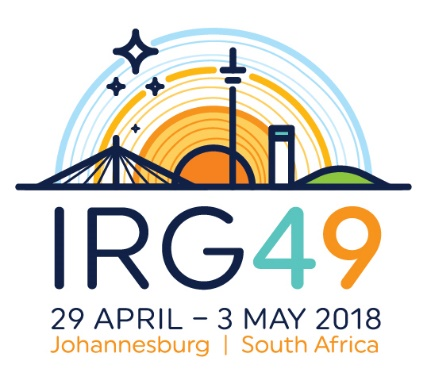 IRG49
29 APRIL – 3 MAY 2018
Johannesburg | South Africa